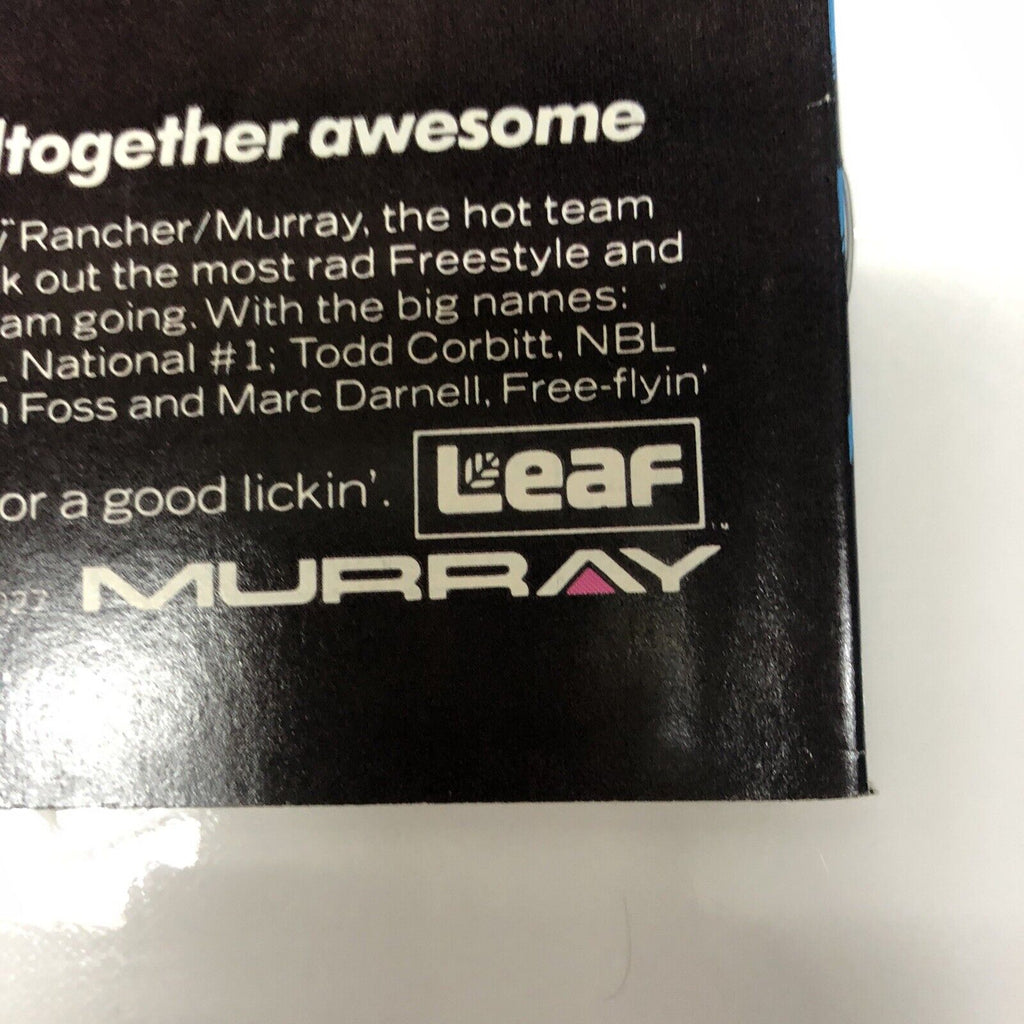 together awesome
Rancher/Murray, the hot team
k out the most rad Freestyle and
am going. With the big names:
National #1; Todd Corbitt, NBL
Foss and Marc Darnell, Free-flyin'
or a good lickin'. Leaf
MURRAY